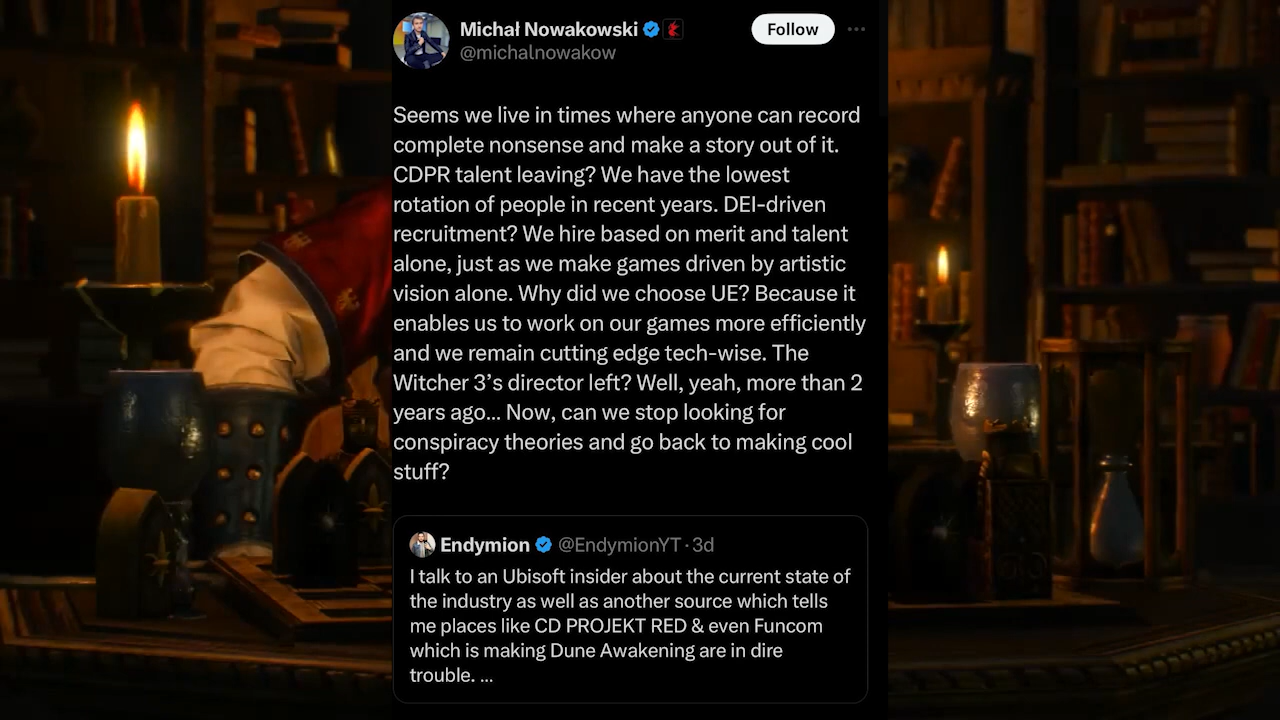 Michał Nowakowski
Follow
@michalnowakow
Seems we live in times where anyone can record
complete nonsense and make a story out of it.
CDPR talent leaving? We have the lowest
rotation of people in recent years. DEI-driven
recruitment? We hire based on merit and talent
alone, just as we make games driven by artistic
vision alone. Why did we choose UE? Because it
enables us to work on our games more efficiently
and we remain cutting edge tech-wise. The
Witcher 3’s director left? Well, yeah, more than 2
years ago... Now, can we stop looking for
conspiracy theories and go back to making cool
stuff?
Endymion @EndymionYT · 3d
I talk to an Ubisoft insider about the current state of
the industry as well as another source which tells
me places like CD PROJEKT RED & even Funcom
which is making Dune Awakening are in dire
trouble. ...